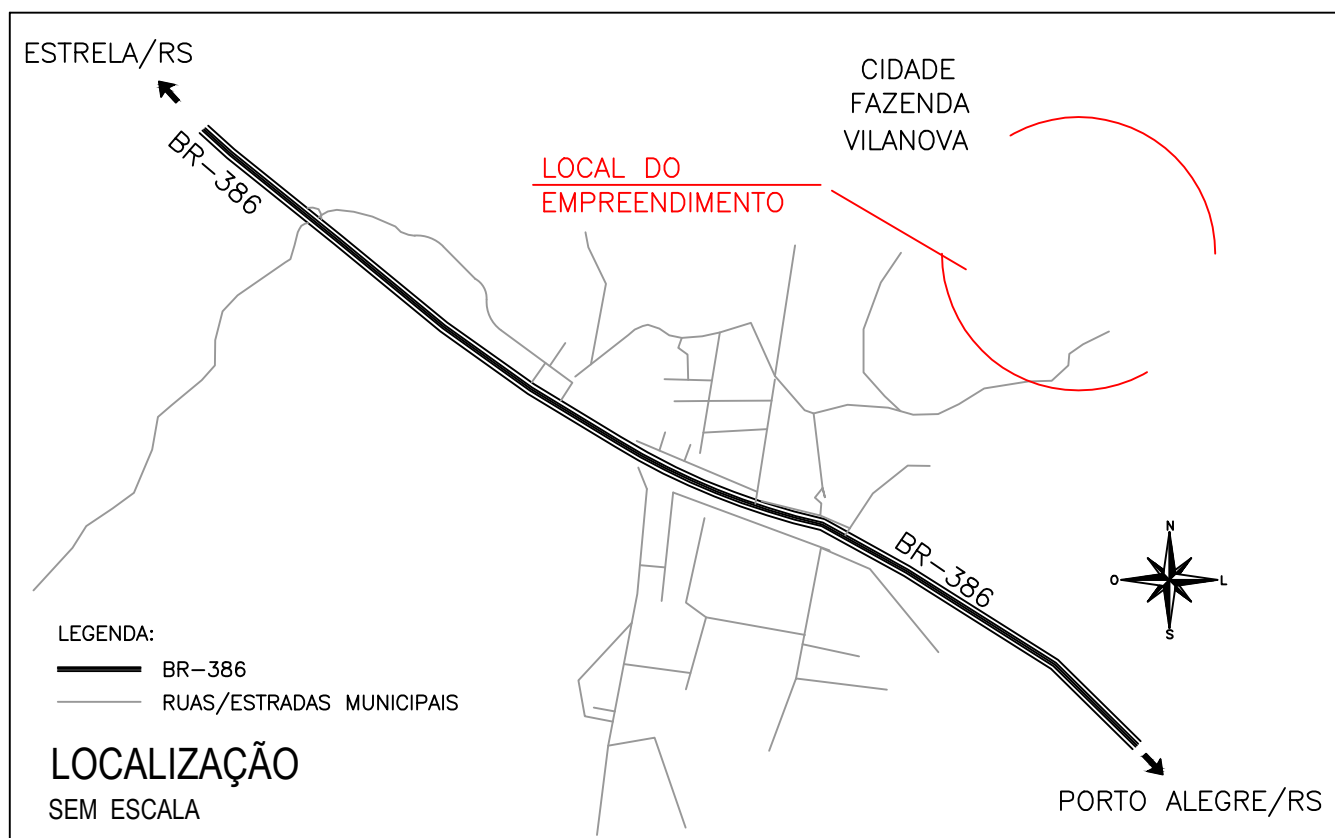 ESTRELA/RS
CIDADE
FAZENDA
VILANOVA
BR-386
LOCAL DO
EMPREENDIMENTO
BR-386
N
O
L
S
LEGENDA:
BR-386
RUAS/ESTRADAS MUNICIPAIS
LOCALIZAÇÃO
SEM ESCALA
PORTO ALEGRE/RS